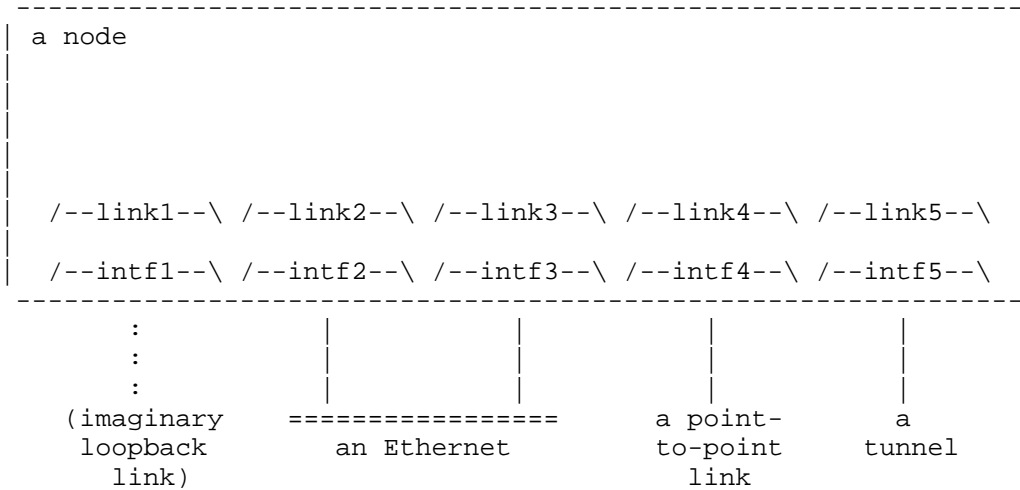 a node
/--link1--\ /--link2--\ /--link3--\ /--link4--\ /--link5--\
/--intf1--\ /--intf2--\ /--intf3--\ /--intf4--\ /--intf5--\
(imaginary ================ a point- a
loopback an Ethernet to-point tunnel
link) link